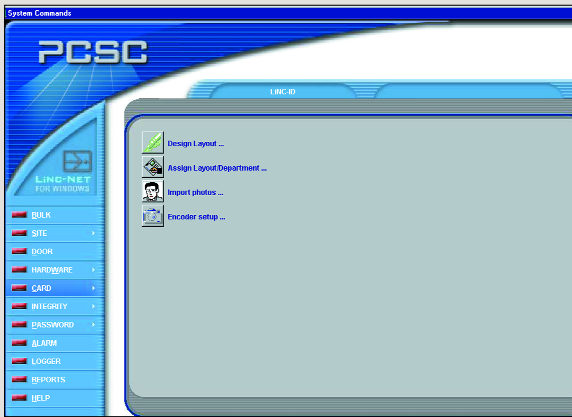 System Commands
PCSC
LiNC-ID
Design Layout ...
Assign Layout/Department ...
Import photos ...
Encoder setup ...
LiNC-NET
FOR WINDOWS
BULK
SITE
DOOR
HARDWARE
CARD
INTEGRITY
PASSWORD
ALARM
LOGGER
REPORTS
HELP